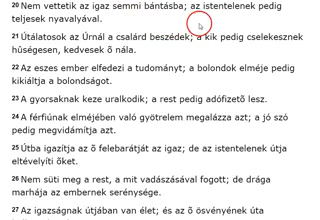 20 Nem vettetik az igaz semmi bántásba; az istentelenek pedig
teljesek nyavalyával.
21 Útálatosok az Úrnál a csalárd beszédek; a kik pedig cselekesznek
hűségesen, kedvesek õ nála.
22 Az eszes ember elfedezi a tudományt; a bolondok elméje pedig
kikiáltja a bolondságot.
23 A gyorsaknak keze uralkodik; a rest pedig adófizetõ lesz.
24 A férfiúnak elméjében való gyötrelem megalázza azt; a jó szó
pedig megvidámítja azt.
25 Útba igazítja az õ felebarátját az igaz; de az istentelenek útja
eltévelyíti õket.
26 Nem süti meg a rest, a mit vadászásával fogott; de drága
marhája az embernek serénysége.
27 Az igazságnak útjában van élet; és az õ ösvényének úta